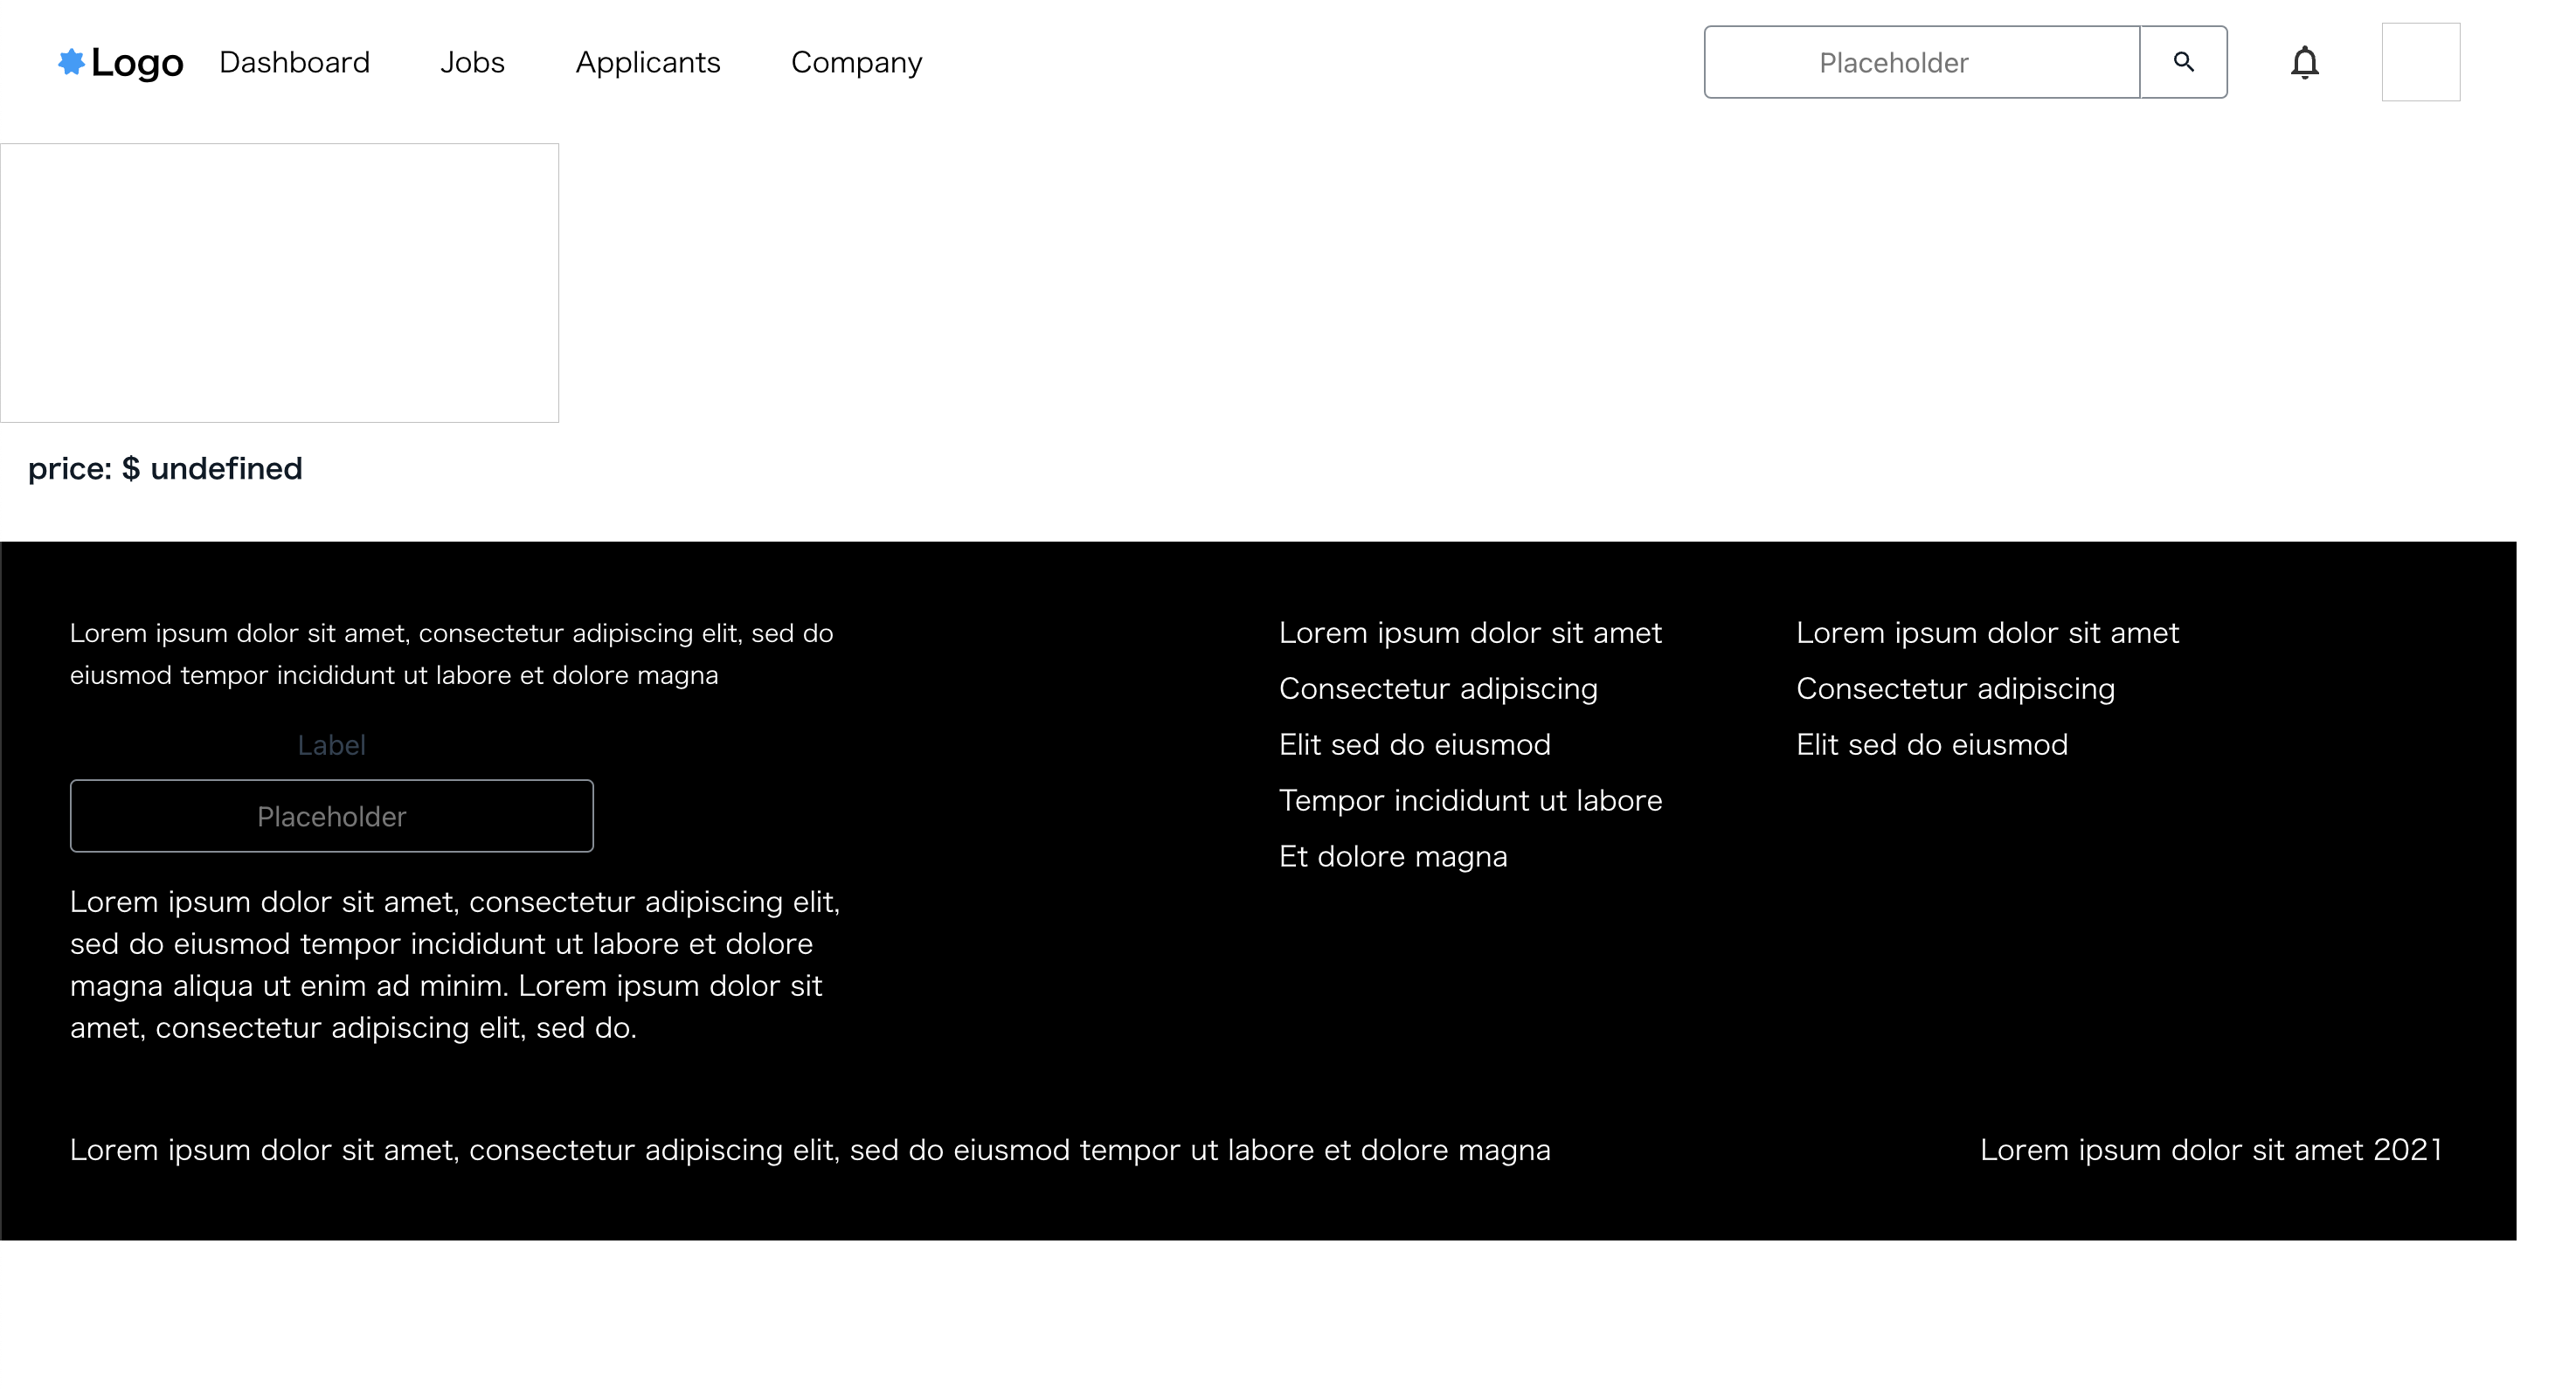 Logo
Dashboard
Jobs
Applicants
Company
Placeholder
price: $ undefined
Lorem ipsum dolor sit amet, consectetur adipiscing elit, sed do
eiusmod tempor incididunt ut labore et dolore magna
Label
Placeholder
Lorem ipsum dolor sit amet, consectetur adipiscing elit,
sed do eiusmod tempor incididunt ut labore et dolore
magna aliqua ut enim ad minim. Lorem ipsum dolor sit
amet, consectetur adipiscing elit, sed do.
Lorem ipsum dolor sit amet
Consectetur adipiscing
Elit sed do eiusmod
Tempor incididunt ut labore
Et dolore magna
Lorem ipsum dolor sit amet
Consectetur adipiscing
Elit sed do eiusmod
Lorem ipsum dolor sit amet, consectetur adipiscing elit, sed do eiusmod tempor ut labore et dolore magna
Lorem ipsum dolor sit amet 2021